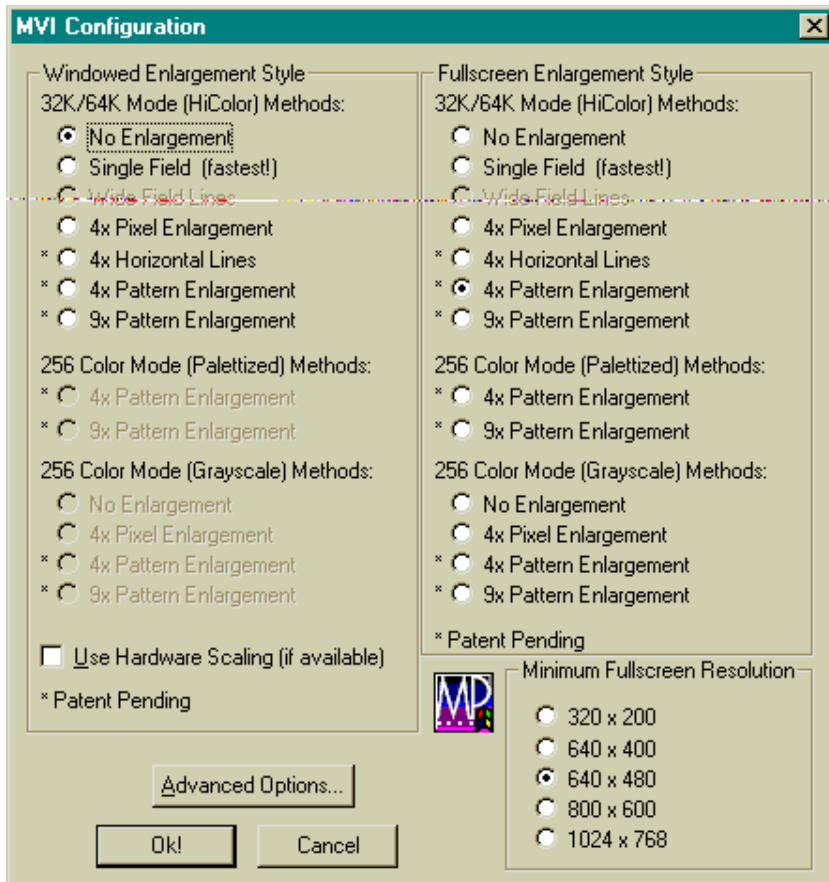 MVI Configuration
Windowed Enlargement Style
32K/64K Mode (HiColor) Methods:
No Enlargement
Single Field (fastest!)
Wide Field Lines
4x Pixel Enlargement
* 4x Horizontal Lines
* 4x Pattern Enlargement
* 9x Pattern Enlargement
256 Color Mode (Palettized) Methods:
* 4x Pattern Enlargement
* 9x Pattern Enlargement
256 Color Mode (Grayscale) Methods:
No Enlargement
4x Pixel Enlargement
* 4x Pattern Enlargement
* 9x Pattern Enlargement
Use Hardware Scaling (if available)
* Patent Pending
Fullscreen Enlargement Style
32K/64K Mode (HiColor) Methods:
No Enlargement
Single Field (fastest!)
Wide Field Lines
4x Pixel Enlargement
* 4x Horizontal Lines
* 4x Pattern Enlargement
* 9x Pattern Enlargement
256 Color Mode (Palettized) Methods:
* 4x Pattern Enlargement
* 9x Pattern Enlargement
256 Color Mode (Grayscale) Methods:
No Enlargement
4x Pixel Enlargement
* 4x Pattern Enlargement
* 9x Pattern Enlargement
* Patent Pending
MP
Minimum Fullscreen Resolution
320 x 200
640 x 400
640 x 480
800 x 600
1024 x 768
Advanced Options...
Ok!
Cancel